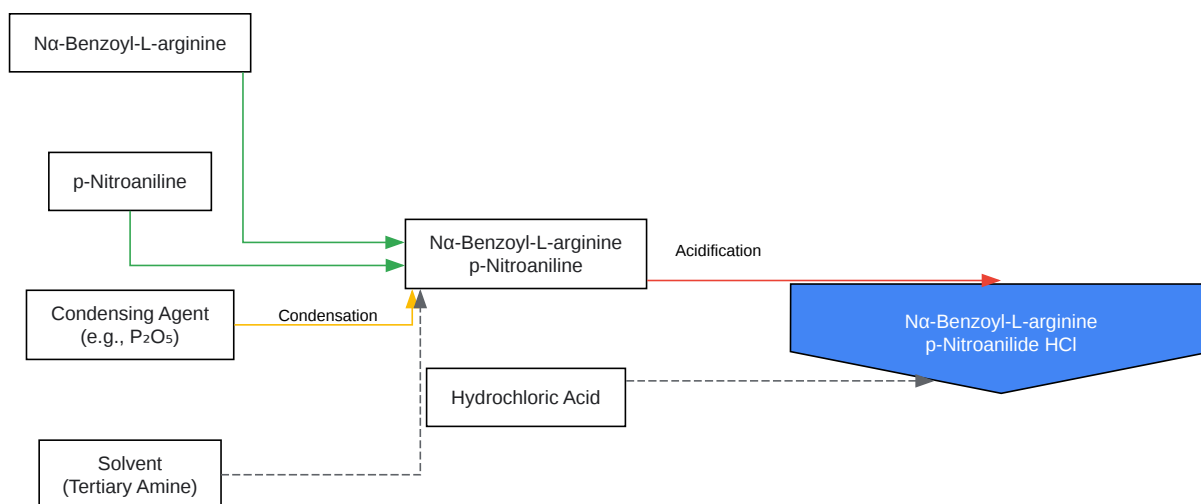 Nα-Benzoyl-L-arginine
p-Nitroaniline
Nα-Benzoyl-L-arginine
p-Nitroaniline
Acidification
Condensing Agent
(e.g., P₂O₅)
Condensation
Nα-Benzoyl-L-arginine
p-Nitroanilide HCl
Hydrochloric Acid
Solvent
(Tertiary Amine)